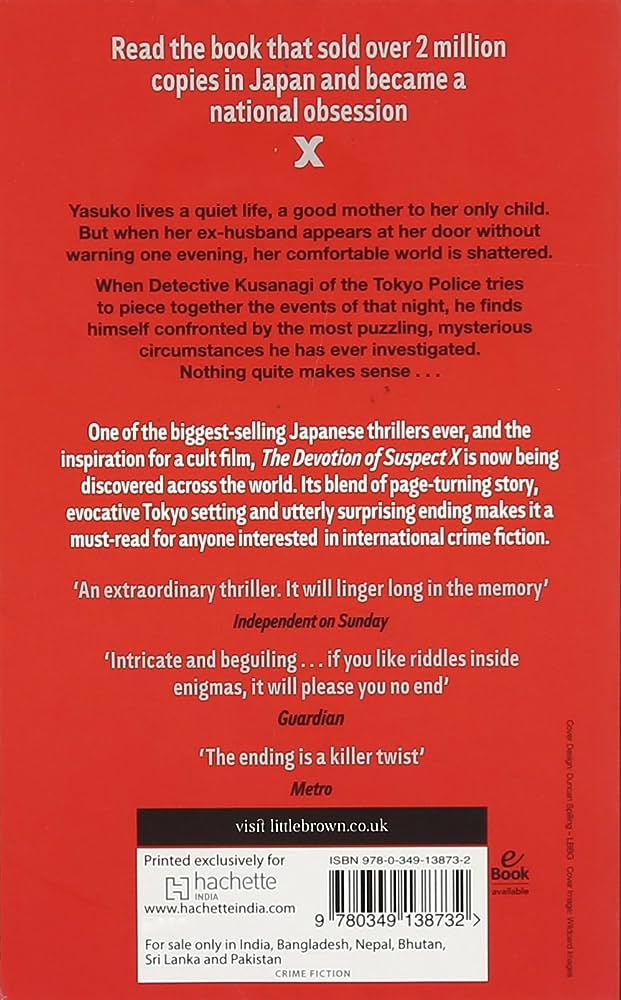 Read the book that sold over 2 million
copies in Japan and became a
national obsession
X
Yasuko lives a quiet life, a good mother to her only child.
But when her ex-husband appears at her door without
warning one evening, her comfortable world is shattered.
When Detective Kusanagi of the Tokyo Police tries
to piece together the events of that night, he finds
himself confronted by the most puzzling, mysterious
circumstances he has ever investigated.
Nothing quite makes sense . . .
One of the biggest-selling Japanese thrillers ever, and the
inspiration for a cult film, The Devotion of Suspect X is now being
discovered across the world. Its blend of page-turning story,
evocative Tokyo setting and utterly surprising ending makes it a
must-read for anyone interested in international crime fiction.
‘An extraordinary thriller. It will linger long in the memory’
Independent on Sunday
‘Intricate and beguiling . . . if you like riddles inside
enigmas, it will please you no end’
Guardian
‘The ending is a killer twist’
Metro
visit littlebrown.co.uk
Printed exclusively for
hachette
INDIA
www.hachetteindia.com
For sale only in India, Bangladesh, Nepal, Bhutan,
Sri Lanka and Pakistan
CRIME FICTION
ISBN 978-0-349-13873-2
9 780349 138732 >
e
Book
available
Cover Design: Duncan Spilling – LBBG Cover Image: Wildcard Images